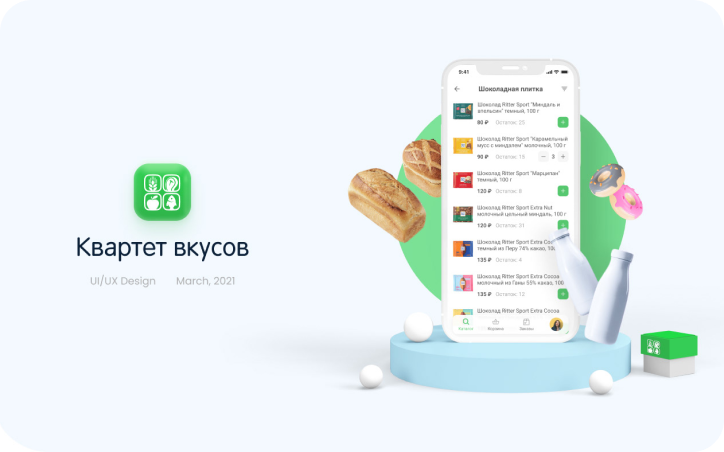 Квартет вкусов
UI/UX Design March, 2021
9:41
Шоколадная плитка
Шоколад Ritter Sport "Миндаль и
апельсин" темный, 100 г
80 ₽ Остаток: 23
Шоколад Ritter Sport "Карамельный
мусс с миндалем" молочный, 100 г
90 ₽ Остаток: 13 − 3 +
Шоколад Ritter Sport "Марципан"
темный, 100 г
120 ₽ Остаток: 8
Шоколад Ritter Sport Extra Nut
молочный цельный миндаль, 100 г
120 ₽ Остаток: 31
Шоколад Ritter Sport Extra Coc
темный из Перу 74% какао, 100
135 ₽ Остаток: 4
Шоколад Ritter Sport Extra Cocoa
молочный из Ганы 55% какао, 100
135 ₽ Остаток: 12
Шоколад Ritter Sport Extra Cocoa
Каталог Корзина Заказы